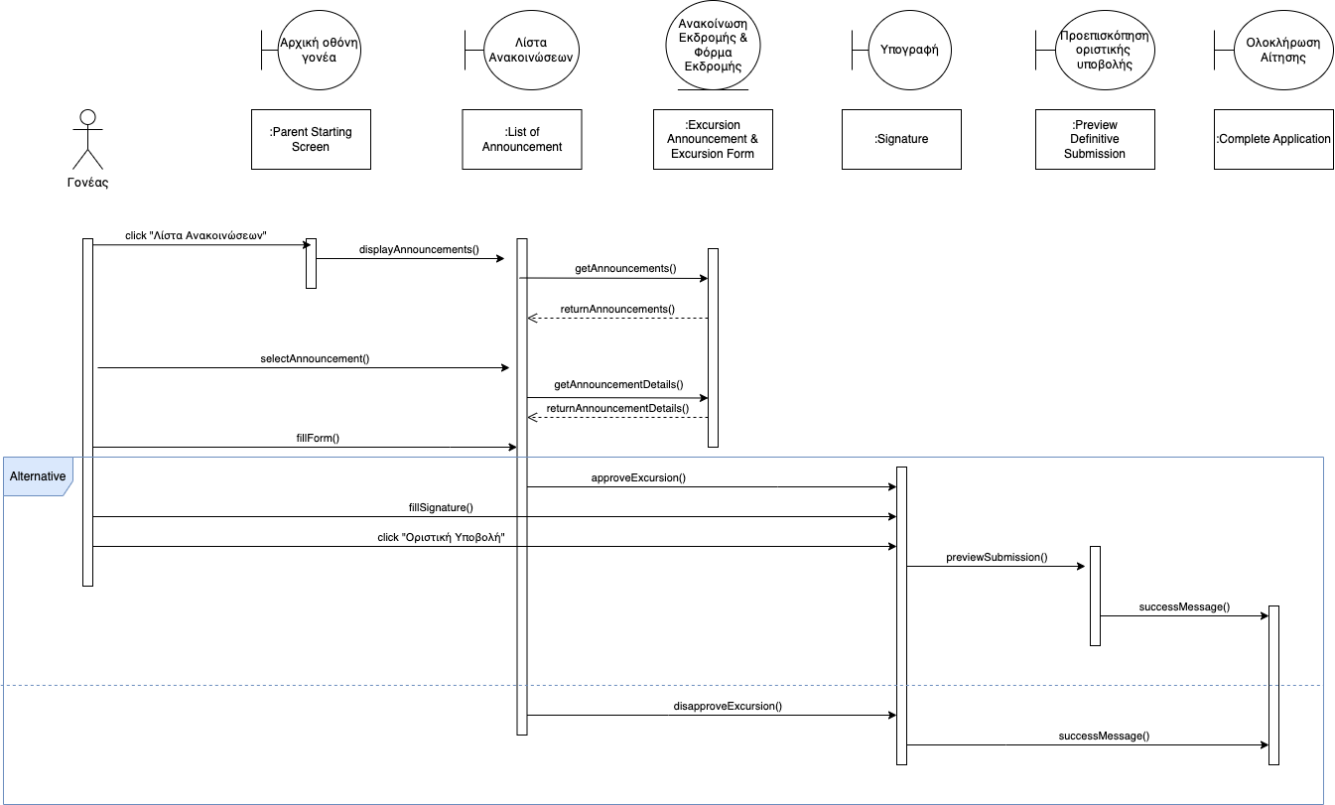 Αρχική οθόνη
γονέα
Λίστα
Ανακοινώσεων
Ανακοίνωση
Εκδρομής &
Φόρμα
Εκδρομής
Υπογραφή
Προεπισκόπηση
οριστικής
υποβολής
Ολοκλήρωση
Αίτησης
Γονέας
:Parent Starting
Screen
:List of
Announcement
:Excursion
Announcement &
Excursion Form
:Signature
:Preview
Definitive
Submission
:Complete Application
click "Λίστα Ανακοινώσεων"
displayAnnouncements()
getAnnouncements()
returnAnnouncements()
selectAnnouncement()
getAnnouncementDetails()
returnAnnouncementDetails()
fillForm()
Alternative
approveExcursion()
fillSignature()
click "Οριστική Υποβολή"
previewSubmission()
successMessage()
disapproveExcursion()
successMessage()